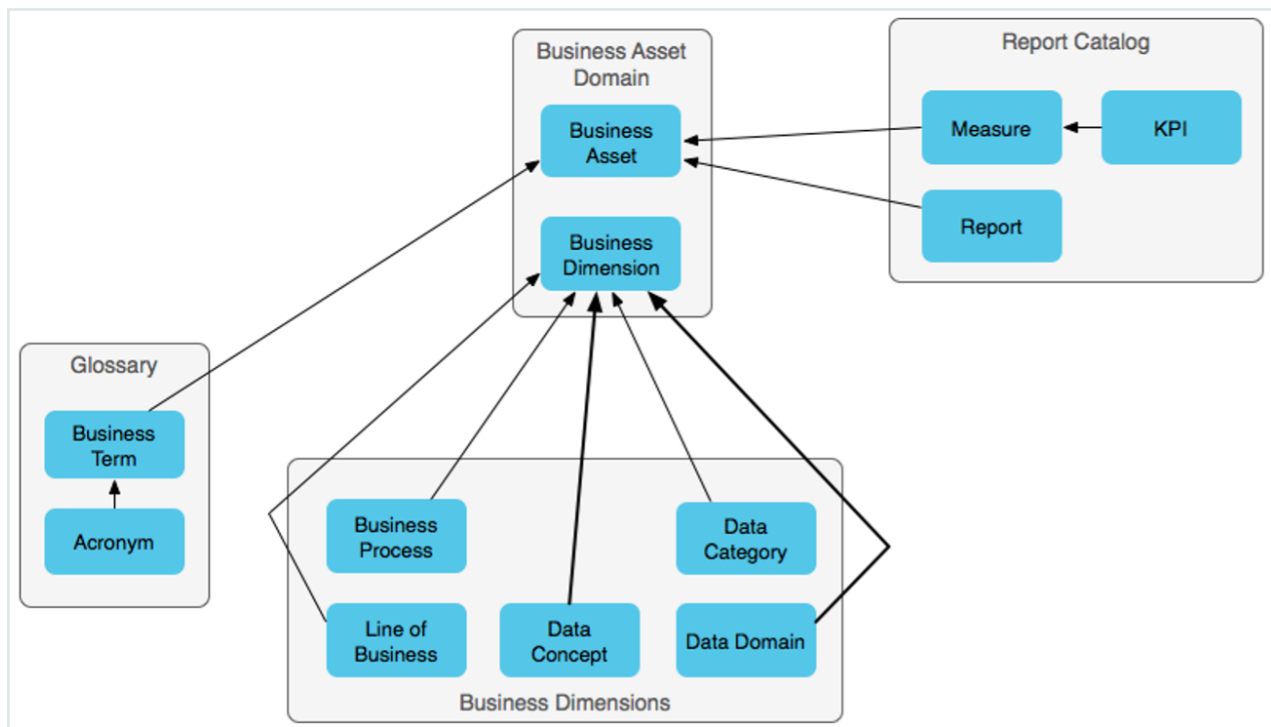 Business Asset
Domain
Business
Asset
Business
Dimension
Report Catalog
Measure
KPI
Report
Glossary
Business
Term
Acronym
Business
Process
Data
Category
Line of
Business
Data
Concept
Data Domain
Business Dimensions